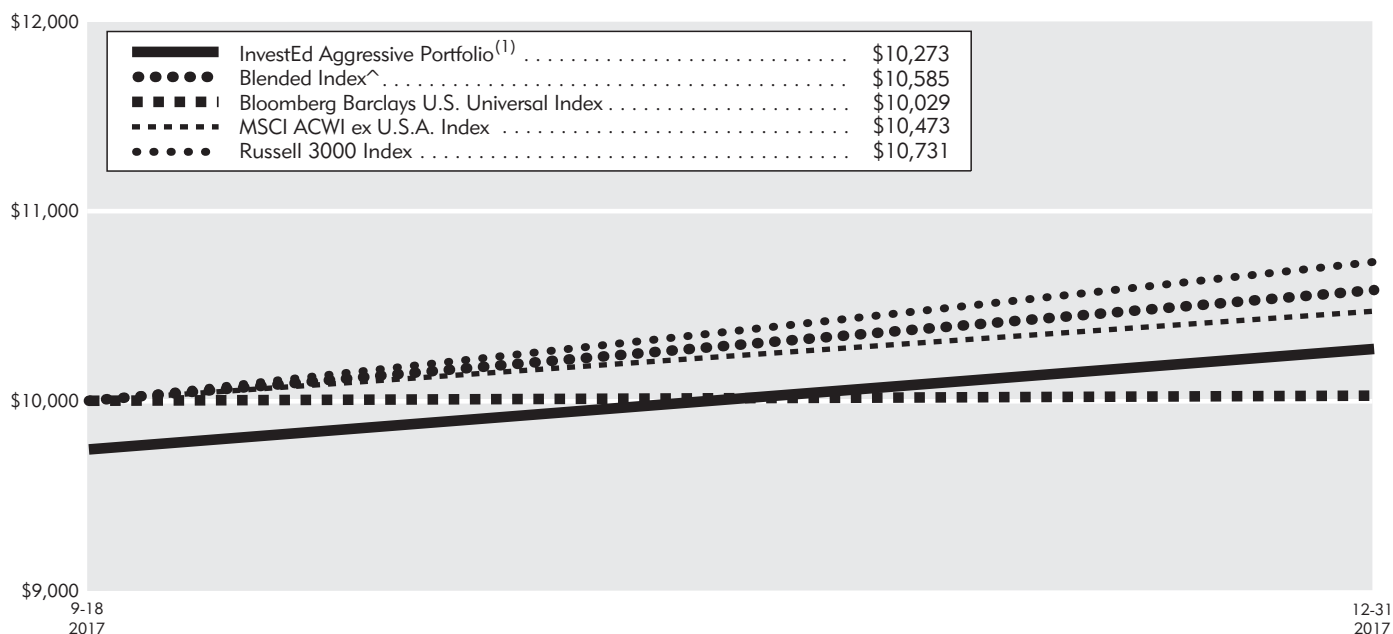 $12,000
InvestEd Aggressive Portfolio(1) . . . . . . . . . . . . . . . . . . . . . . . . . . . . $10,273
Blended Index^ . . . . . . . . . . . . . . . . . . . . . . . . . . . . . . . . . . . . . . . . $10,585
Bloomberg Barclays U.S. Universal Index . . . . . . . . . . . . . . . . . . . . . $10,029
MSCI ACWI ex U.S.A. Index . . . . . . . . . . . . . . . . . . . . . . . . . . . . . . $10,473
Russell 3000 Index . . . . . . . . . . . . . . . . . . . . . . . . . . . . . . . . . . . . . $10,731
$11,000
$10,000
$9,000
9-18
2017
12-31
2017